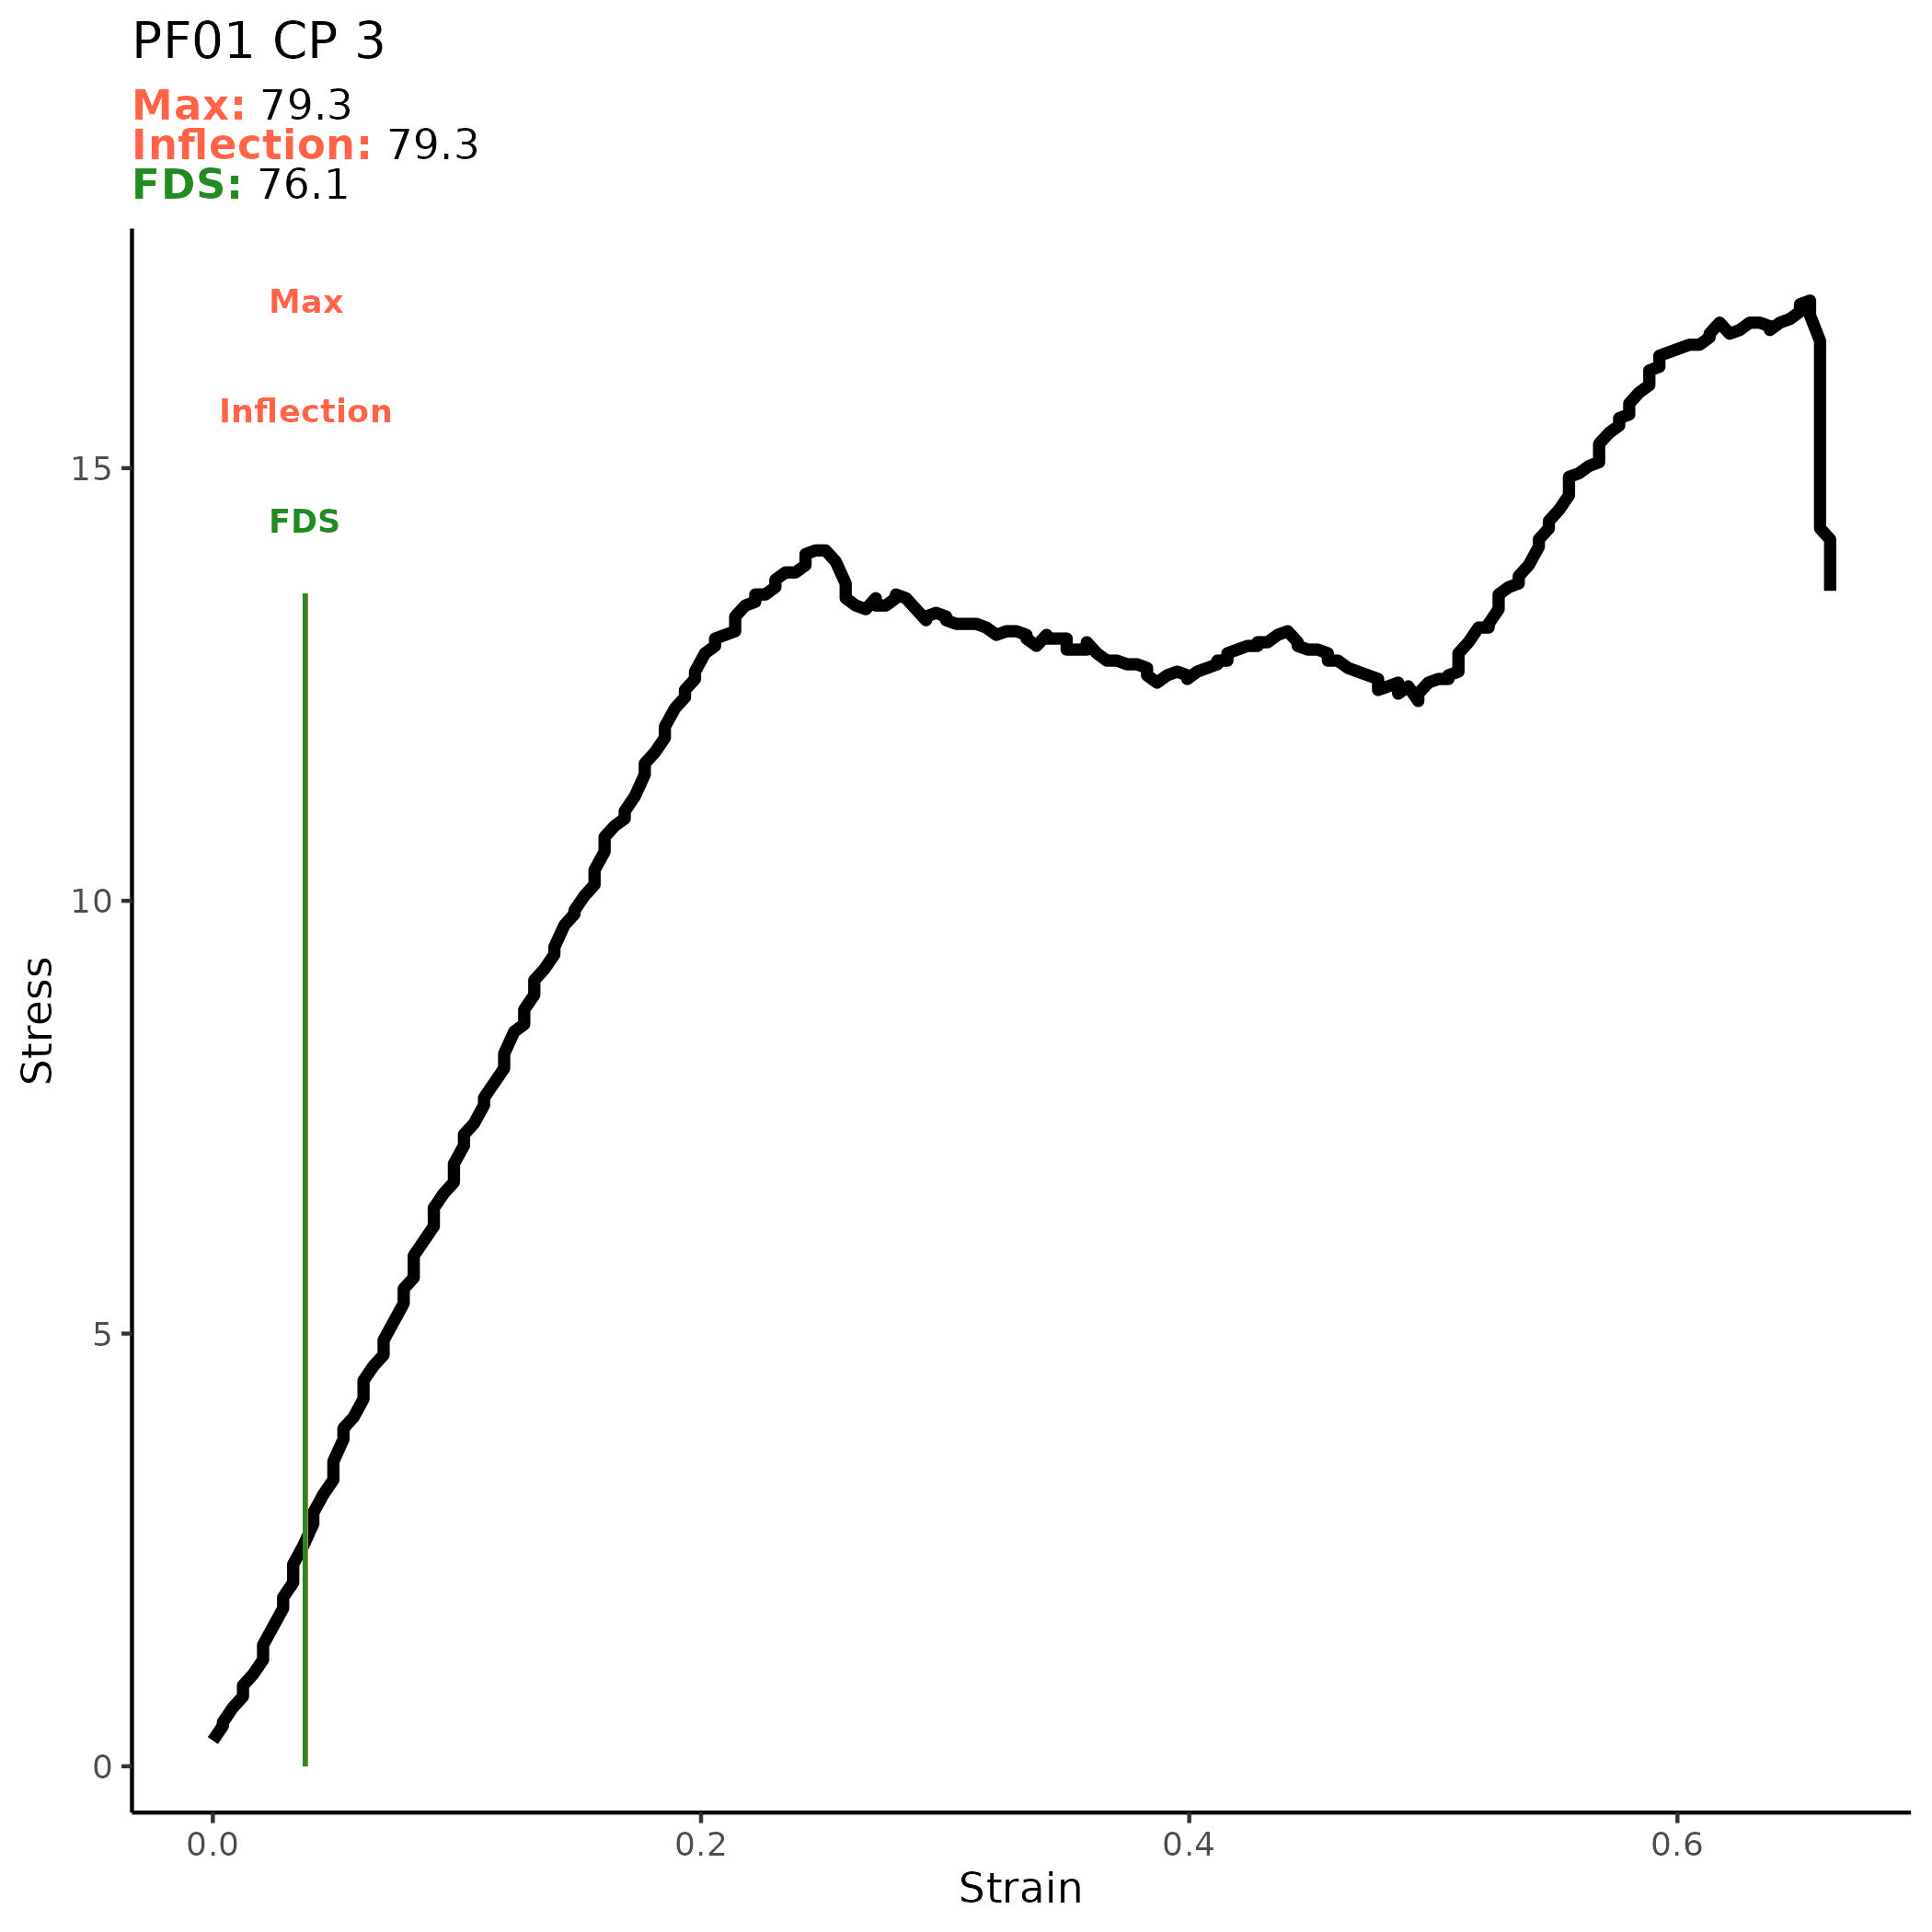 PF01 CP 3
Max: 79.3
Inflection: 79.3
FDS: 76.1
Max
Inflection
15
FDS
10
Stress
5
0
0.0 0.2 0.4 0.6
Strain